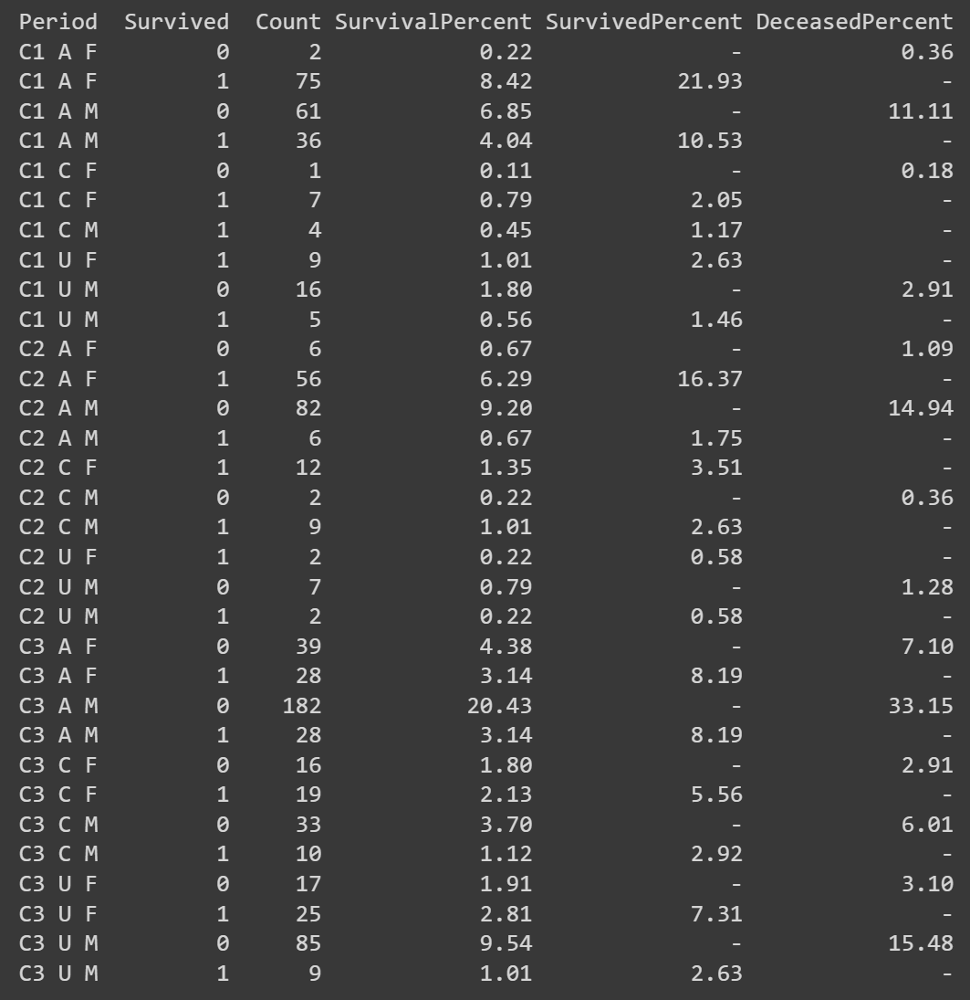 Period Survived Count SurvivalPercent SurvivedPercent DeceasedPercent
C1 A F 0 2 0.22 - 0.36
C1 A F 1 75 8.42 21.93 -
C1 A M 0 61 6.85 - 11.11
C1 A M 1 36 4.04 10.53 -
C1 C F 0 1 0.11 - 0.18
C1 C F 1 7 0.79 2.05 -
C1 C M 1 4 0.45 1.17 -
C1 U F 1 9 1.01 2.63 -
C1 U M 0 16 1.80 - 2.91
C1 U M 1 5 0.56 1.46 -
C2 A F 0 6 0.67 - 1.09
C2 A F 1 56 6.29 16.37 -
C2 A M 0 82 9.20 - 14.94
C2 A M 1 6 0.67 1.75 -
C2 C F 1 12 1.35 3.51 -
C2 C M 0 2 0.22 - 0.36
C2 C M 1 9 1.01 2.63 -
C2 U F 1 2 0.22 0.58 -
C2 U M 0 7 0.79 - 1.28
C2 U M 1 2 0.22 0.58 -
C3 A F 0 39 4.38 - 7.10
C3 A F 1 28 3.14 8.19 -
C3 A M 0 182 20.43 - 33.15
C3 A M 1 28 3.14 8.19 -
C3 C F 0 16 1.80 - 2.91
C3 C F 1 19 2.13 5.56 -
C3 C M 0 33 3.70 - 6.01
C3 C M 1 10 1.12 2.92 -
C3 U F 0 17 1.91 - 3.10
C3 U F 1 25 2.81 7.31 -
C3 U M 0 85 9.54 - 15.48
C3 U M 1 9 1.01 2.63 -